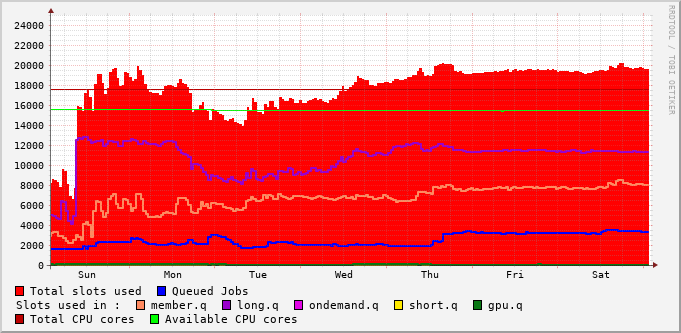 24000
22000
20000
18000
16000
14000
12000
10000
8000
6000
4000
2000
0
Sun Mon Tue Wed Thu Fri Sat
RRDTOOL / TOBI OETIKER
Total slots used Queued Jobs
Slots used in : member.q long.q ondemand.q short.q gpu.q
Total CPU cores Available CPU cores